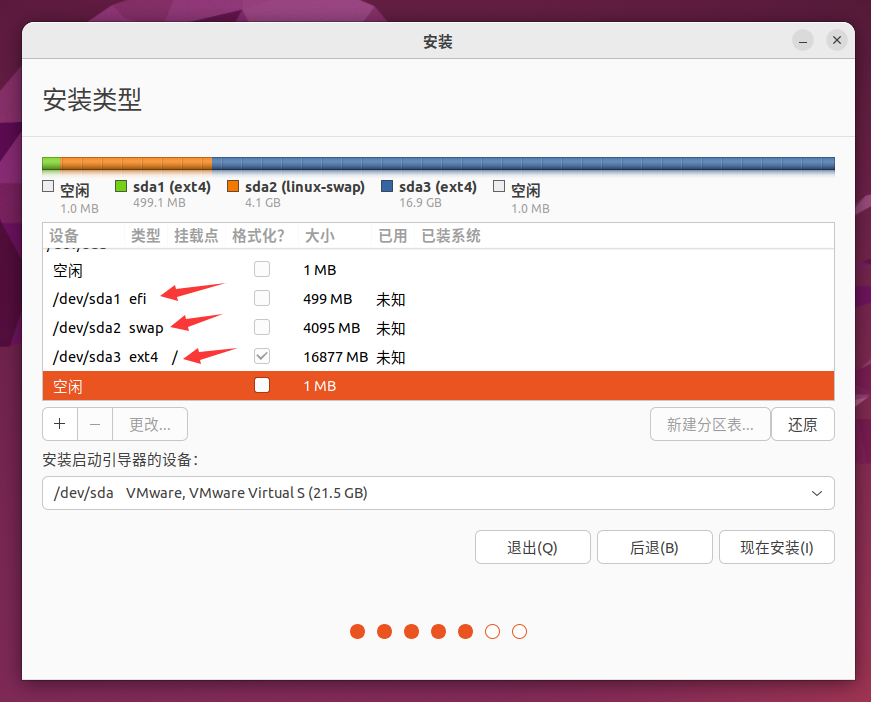 安装
安装类型
空闲 sda1 (ext4) sda2 (linux-swap) sda3 (ext4) 空闲
1.0 MB 499.1 MB 4.1 GB 16.9 GB 1.0 MB
设备 类型 挂载点 格式化? 大小 已用 已装系统
空闲 1 MB
/dev/sda1 efi 499 MB 未知
/dev/sda2 swap 4095 MB 未知
/dev/sda3 ext4 / 16877 MB 未知
空闲 1 MB
+ − 更改... 新建分区表... 还原
安装启动引导器的设备：
/dev/sda VMware, VMware Virtual S (21.5 GB)
退出(Q) 后退(B) 现在安装(I)